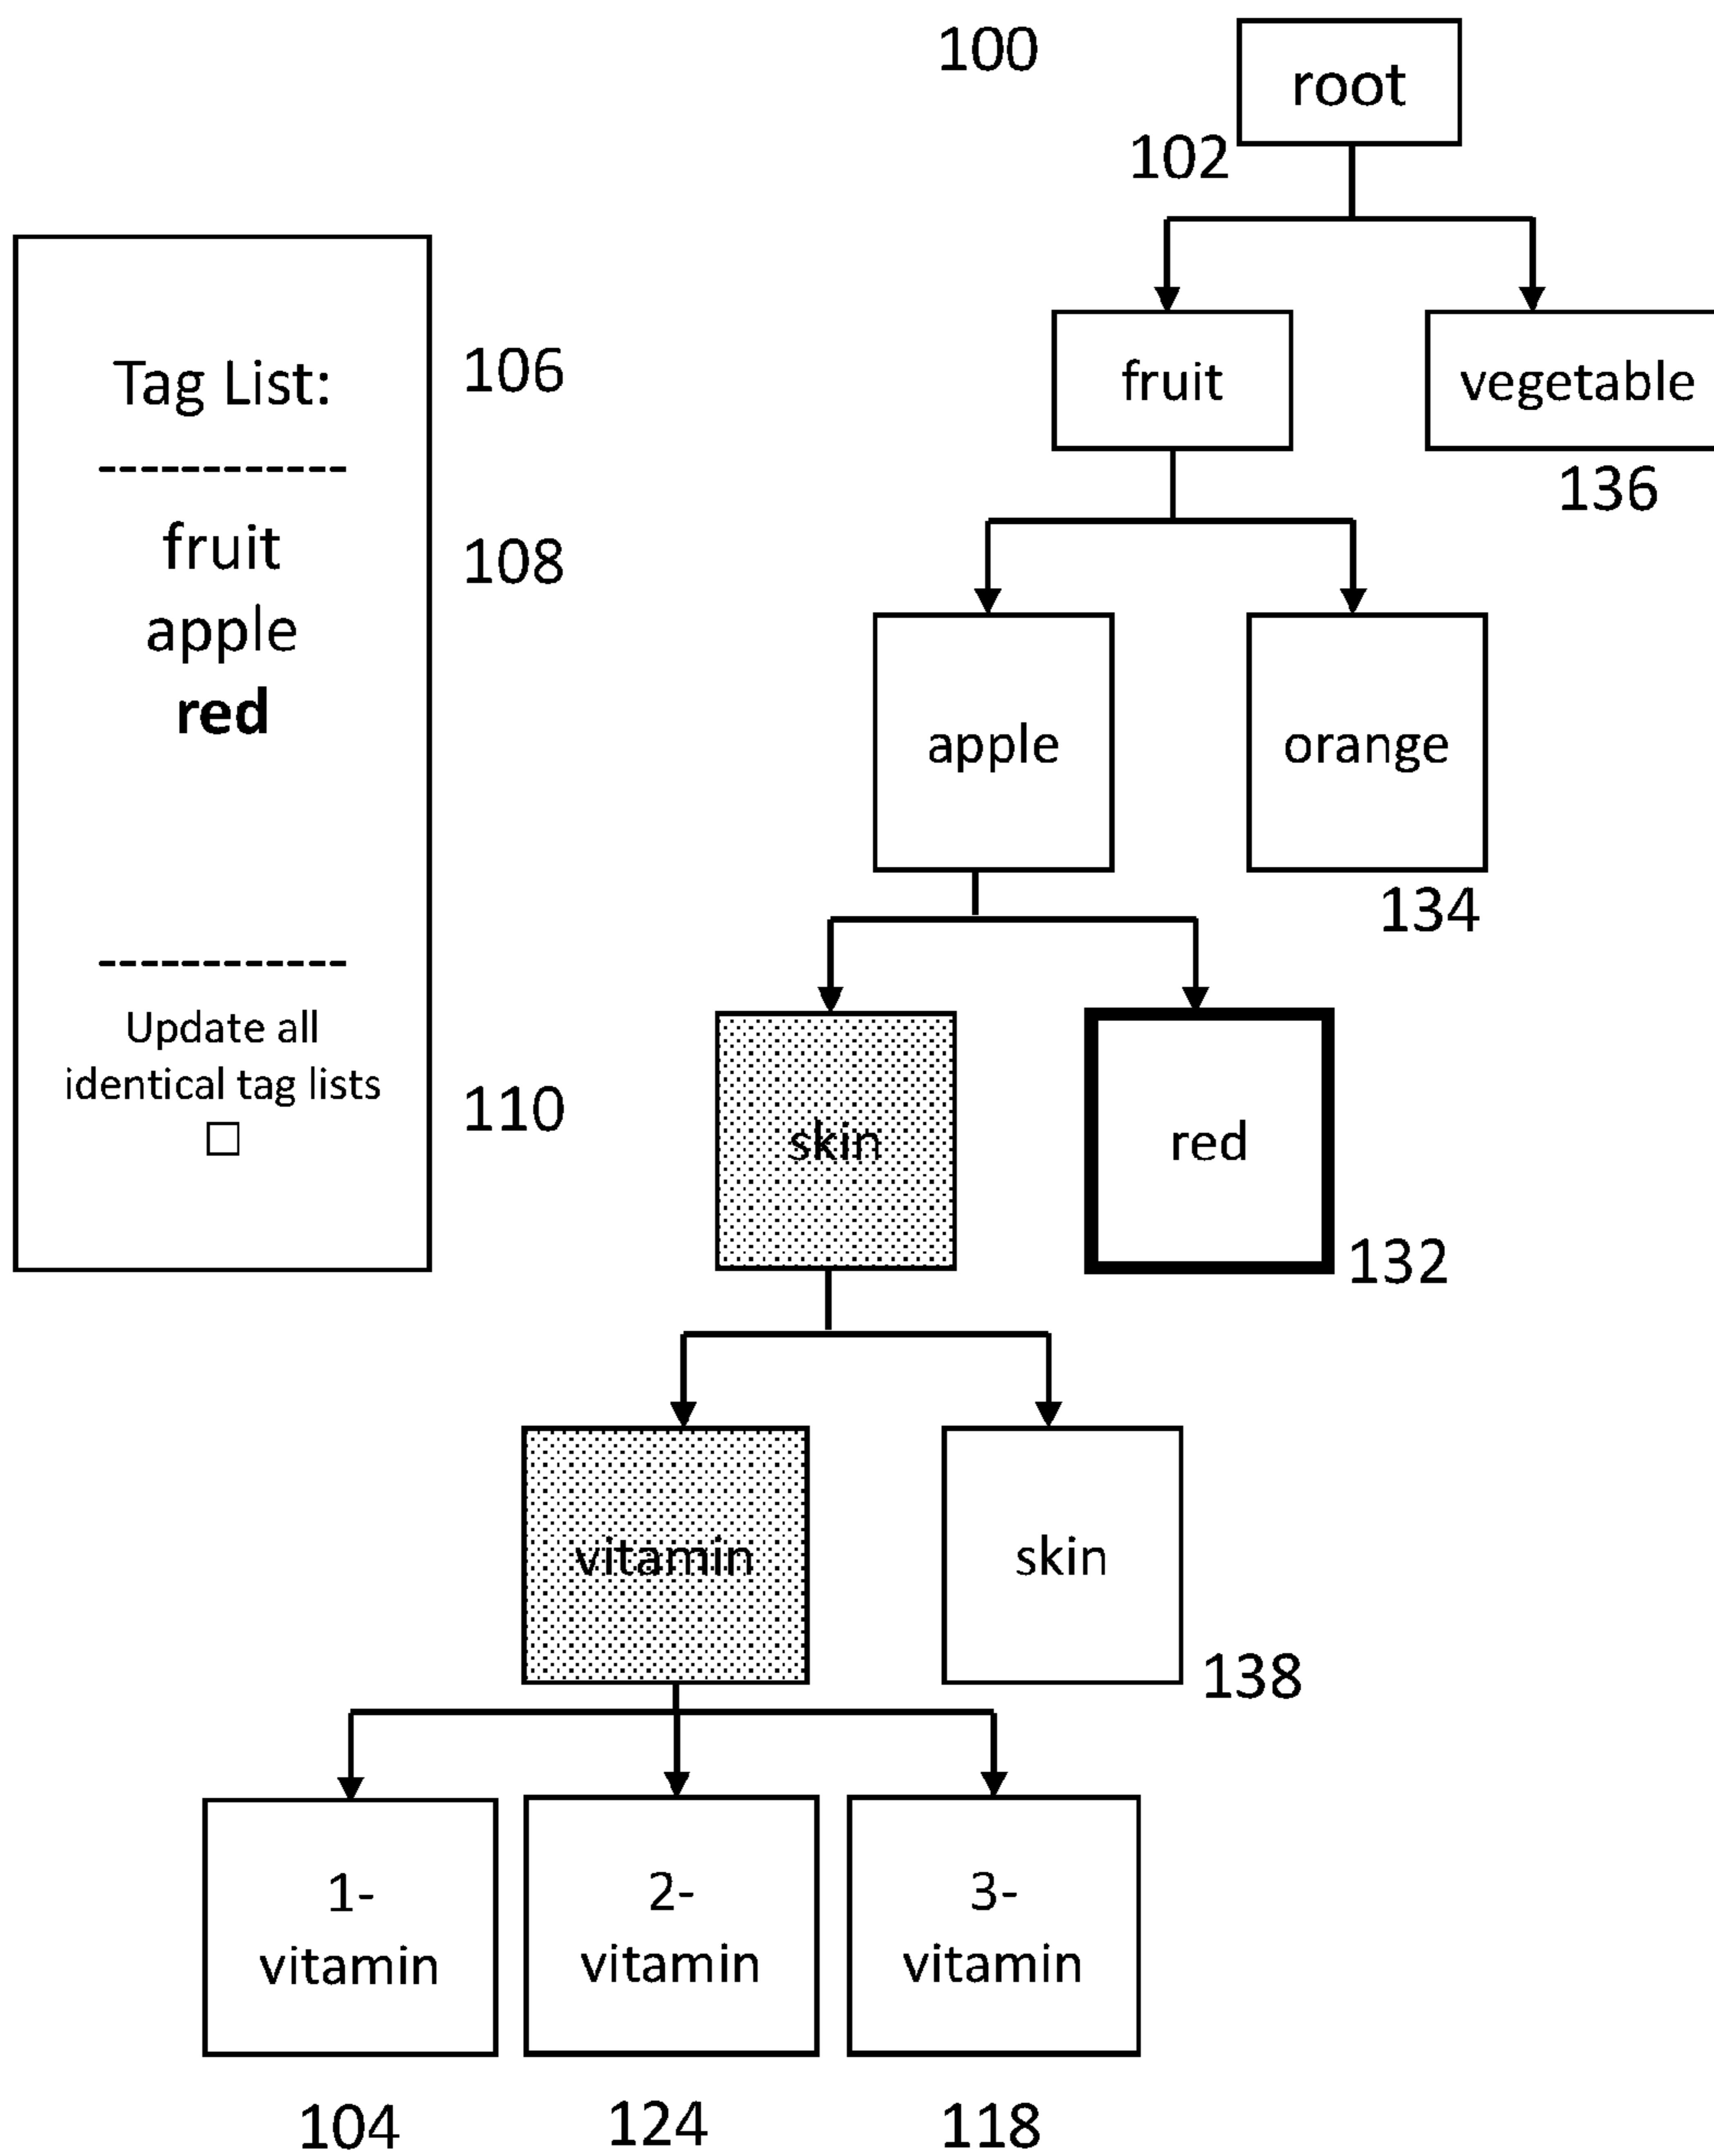 100
root
102
Tag List:
106
------------
fruit
apple
red
108
------------
Update all
identical tag lists
110
fruit
vegetable
136
apple
orange
134
skin
red
132
vitamin
skin
138
1-
vitamin
2-
vitamin
3-
vitamin
104
124
118